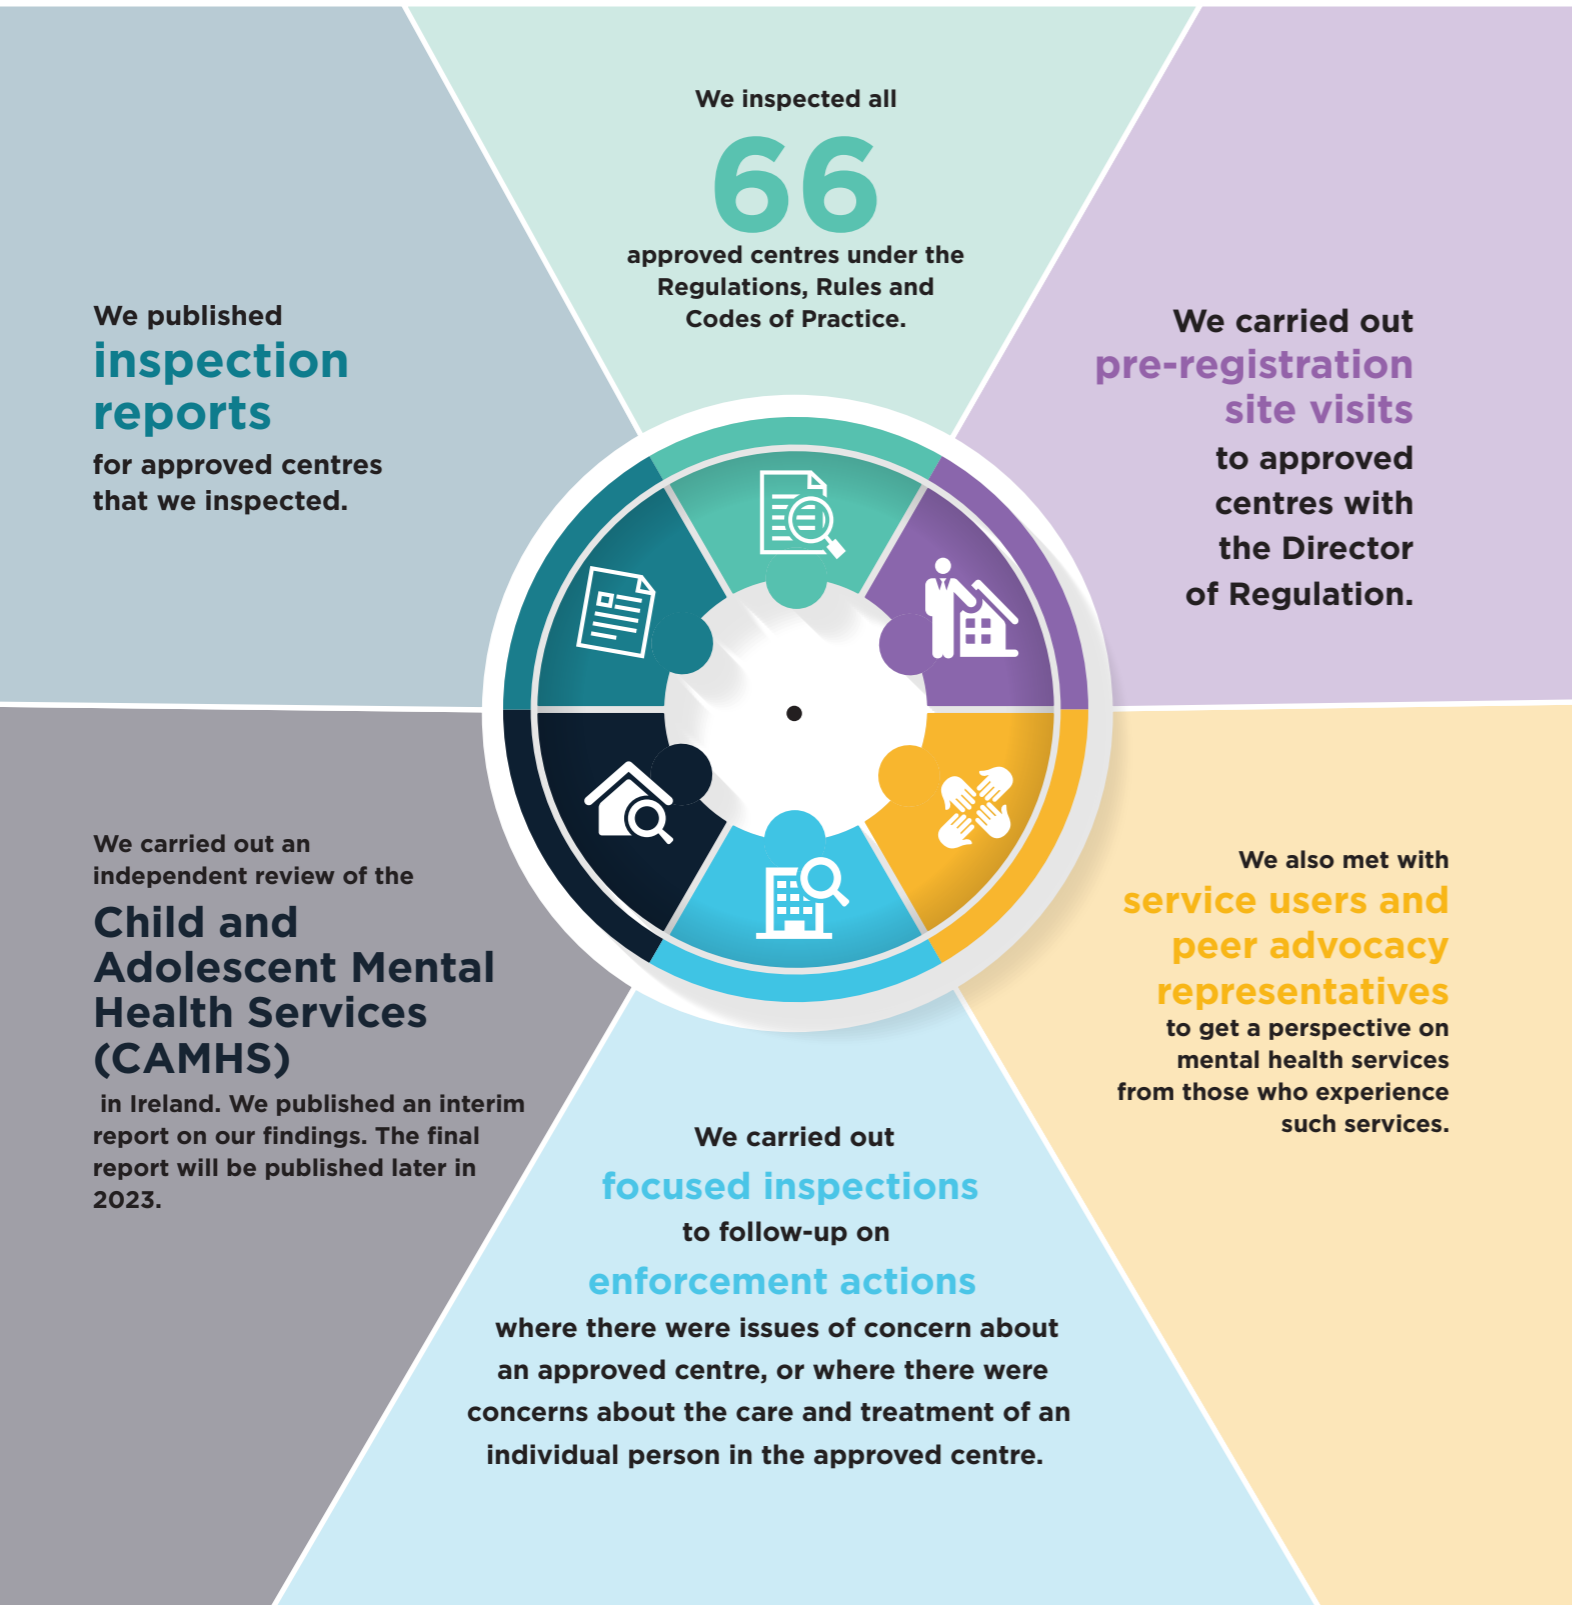 We inspected all
66
approved centres under the
Regulations, Rules and
Codes of Practice.
We carried out
pre-registration
site visits
to approved
centres with
the Director
of Regulation.
We also met with
service users and
peer advocacy
representatives
to get a perspective on
mental health services
from those who experience
such services.
We carried out
focused inspections
to follow-up on
enforcement actions
where there were issues of concern about
an approved centre, or where there were
concerns about the care and treatment of an
individual person in the approved centre.
We carried out an
independent review of the
Child and
Adolescent Mental
Health Services
(CAMHS)
in Ireland. We published an interim
report on our findings. The final
report will be published later in
2023.
We published
inspection
reports
for approved centres
that we inspected.